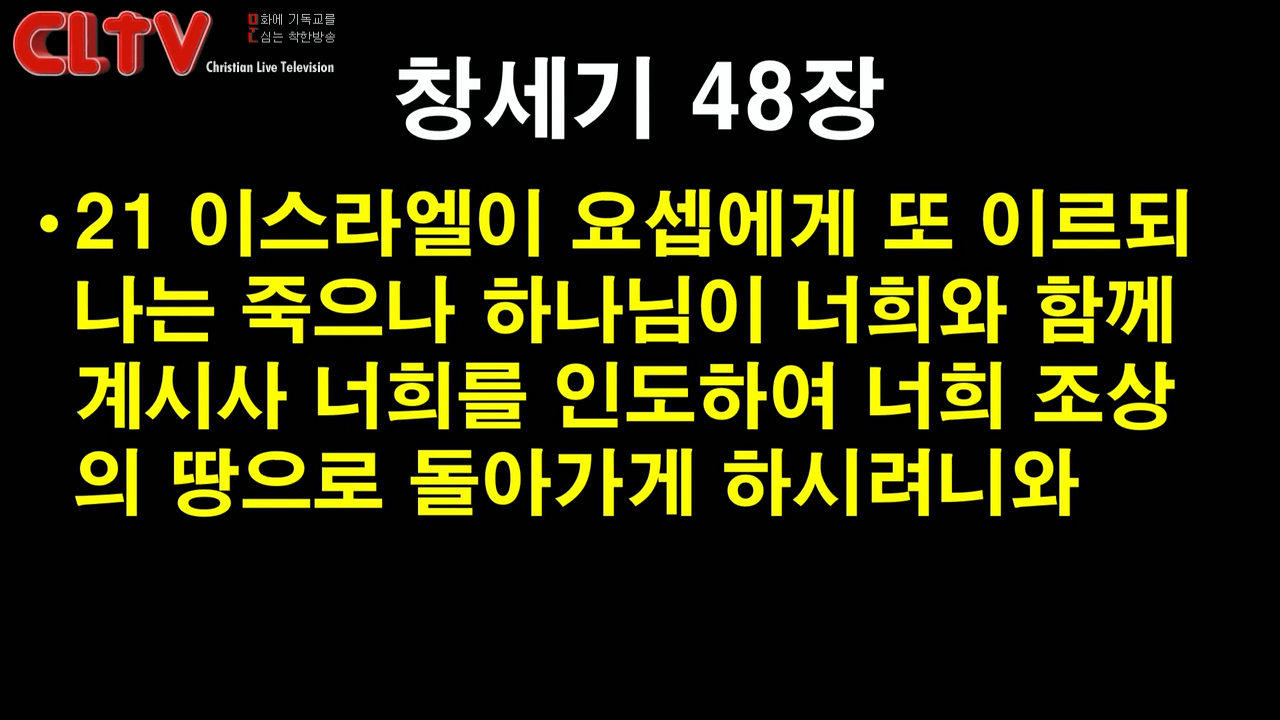 CLTV
문화에 기독교를
심는 착한방송
Christian Live Television
창세기 48장
• 21 이스라엘이 요셉에게 또 이르되
나는 죽으나 하나님이 너희와 함께
계시사 너희를 인도하여 너희 조상
의 땅으로 돌아가게 하시려니와